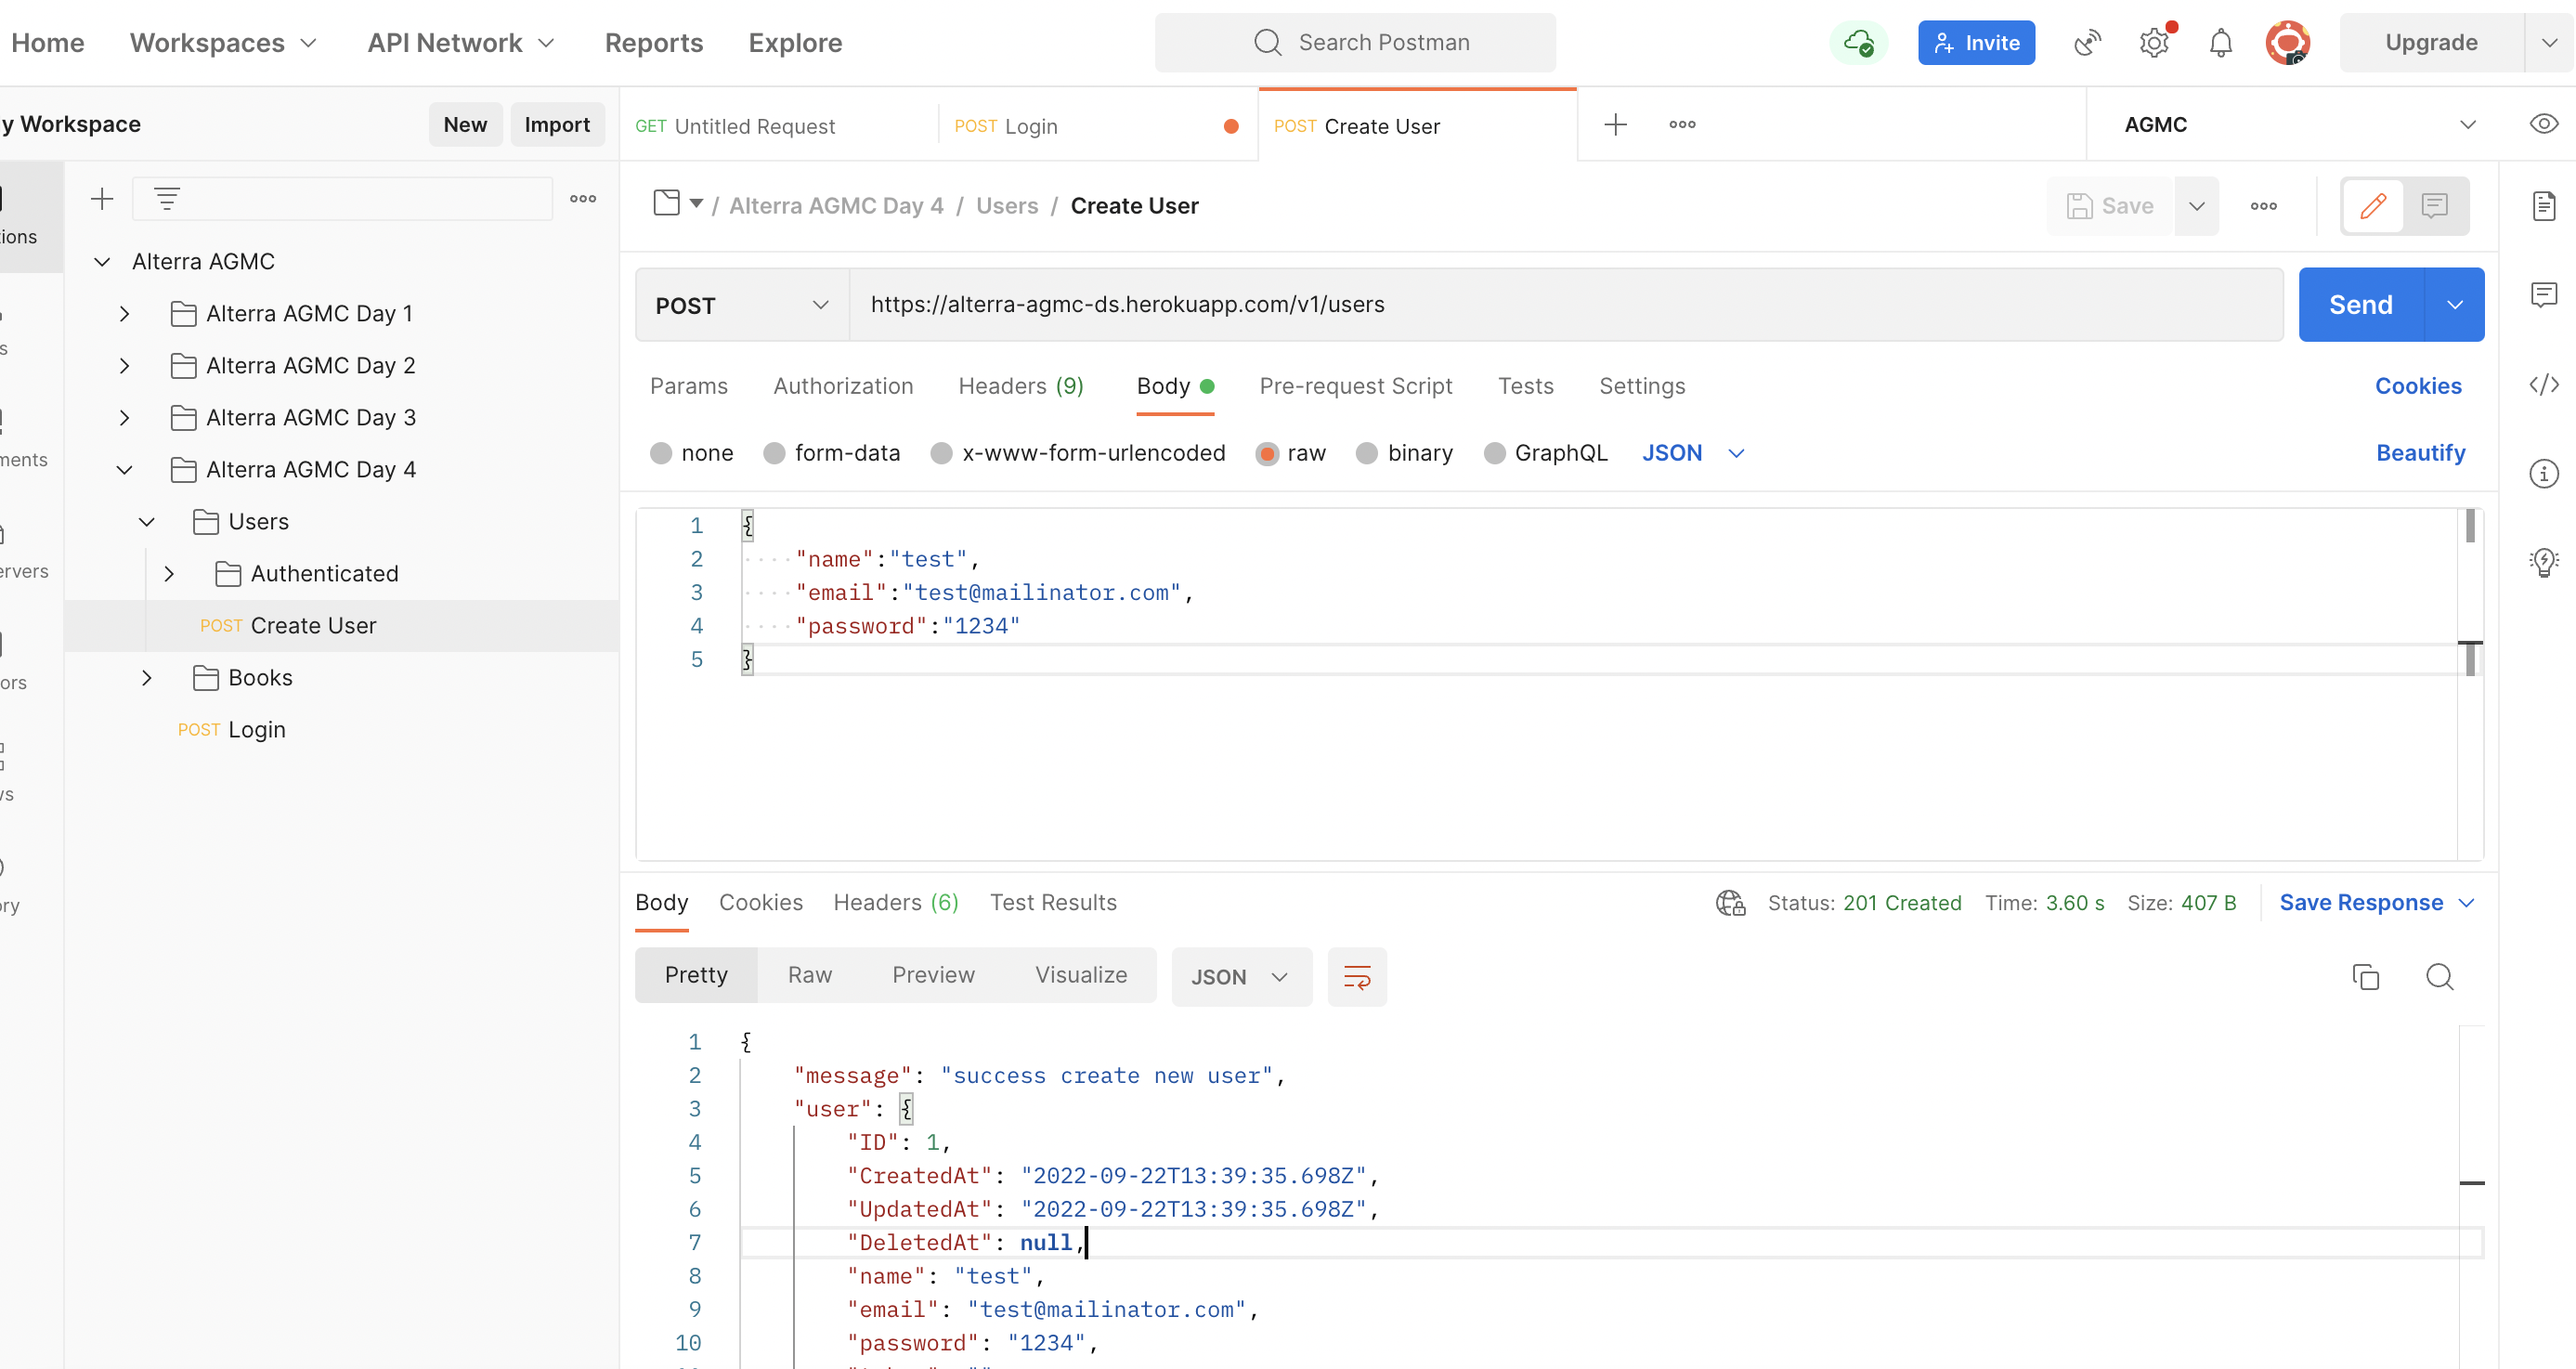 Home Workspaces API Network Reports Explore Search Postman Invite Upgrade
y Workspace New Import GET Untitled Request POST Login POST Create User AGMC
/ Alterra AGMC Day 4 / Users / Create User Save
ions
Alterra AGMC
Alterra AGMC Day 1
Alterra AGMC Day 2
Alterra AGMC Day 3
Alterra AGMC Day 4
Users
Authenticated
POST Create User
Books
POST Login
s
ments
ervers
ors
ws
ory
POST https://alterra-agmc-ds.herokuapp.com/v1/users Send
Params Authorization Headers (9) Body Pre-request Script Tests Settings Cookies
none form-data x-www-form-urlencoded raw binary GraphQL JSON Beautify
1 {
2 "name":"test",
3 "email":"test@mailinator.com",
4 "password":"1234"
5 }
Body Cookies Headers (6) Test Results Status: 201 Created Time: 3.60 s Size: 407 B Save Response
Pretty Raw Preview Visualize JSON
1 {
2 "message": "success create new user",
3 "user": {
4 "ID": 1,
5 "CreatedAt": "2022-09-22T13:39:35.698Z",
6 "UpdatedAt": "2022-09-22T13:39:35.698Z",
7 "DeletedAt": null,
8 "name": "test",
9 "email": "test@mailinator.com",
10 "password": "1234",